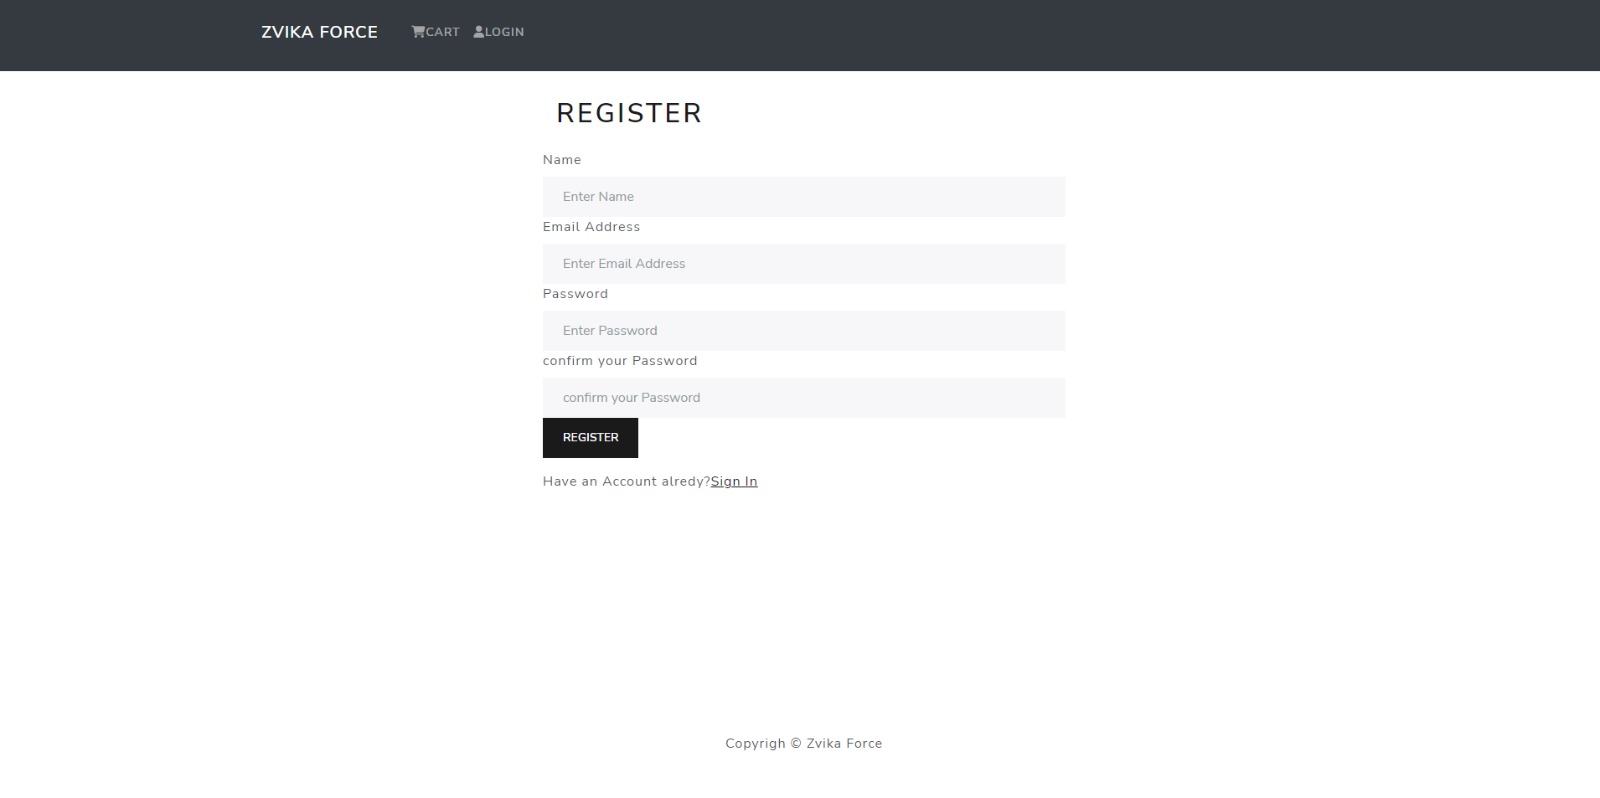 ZVIKA FORCE CART LOGIN
REGISTER
Name
Enter Name
Email Address
Enter Email Address
Password
Enter Password
confirm your Password
confirm your Password
REGISTER
Have an Account alredy?Sign In
Copyrigh © Zvika Force